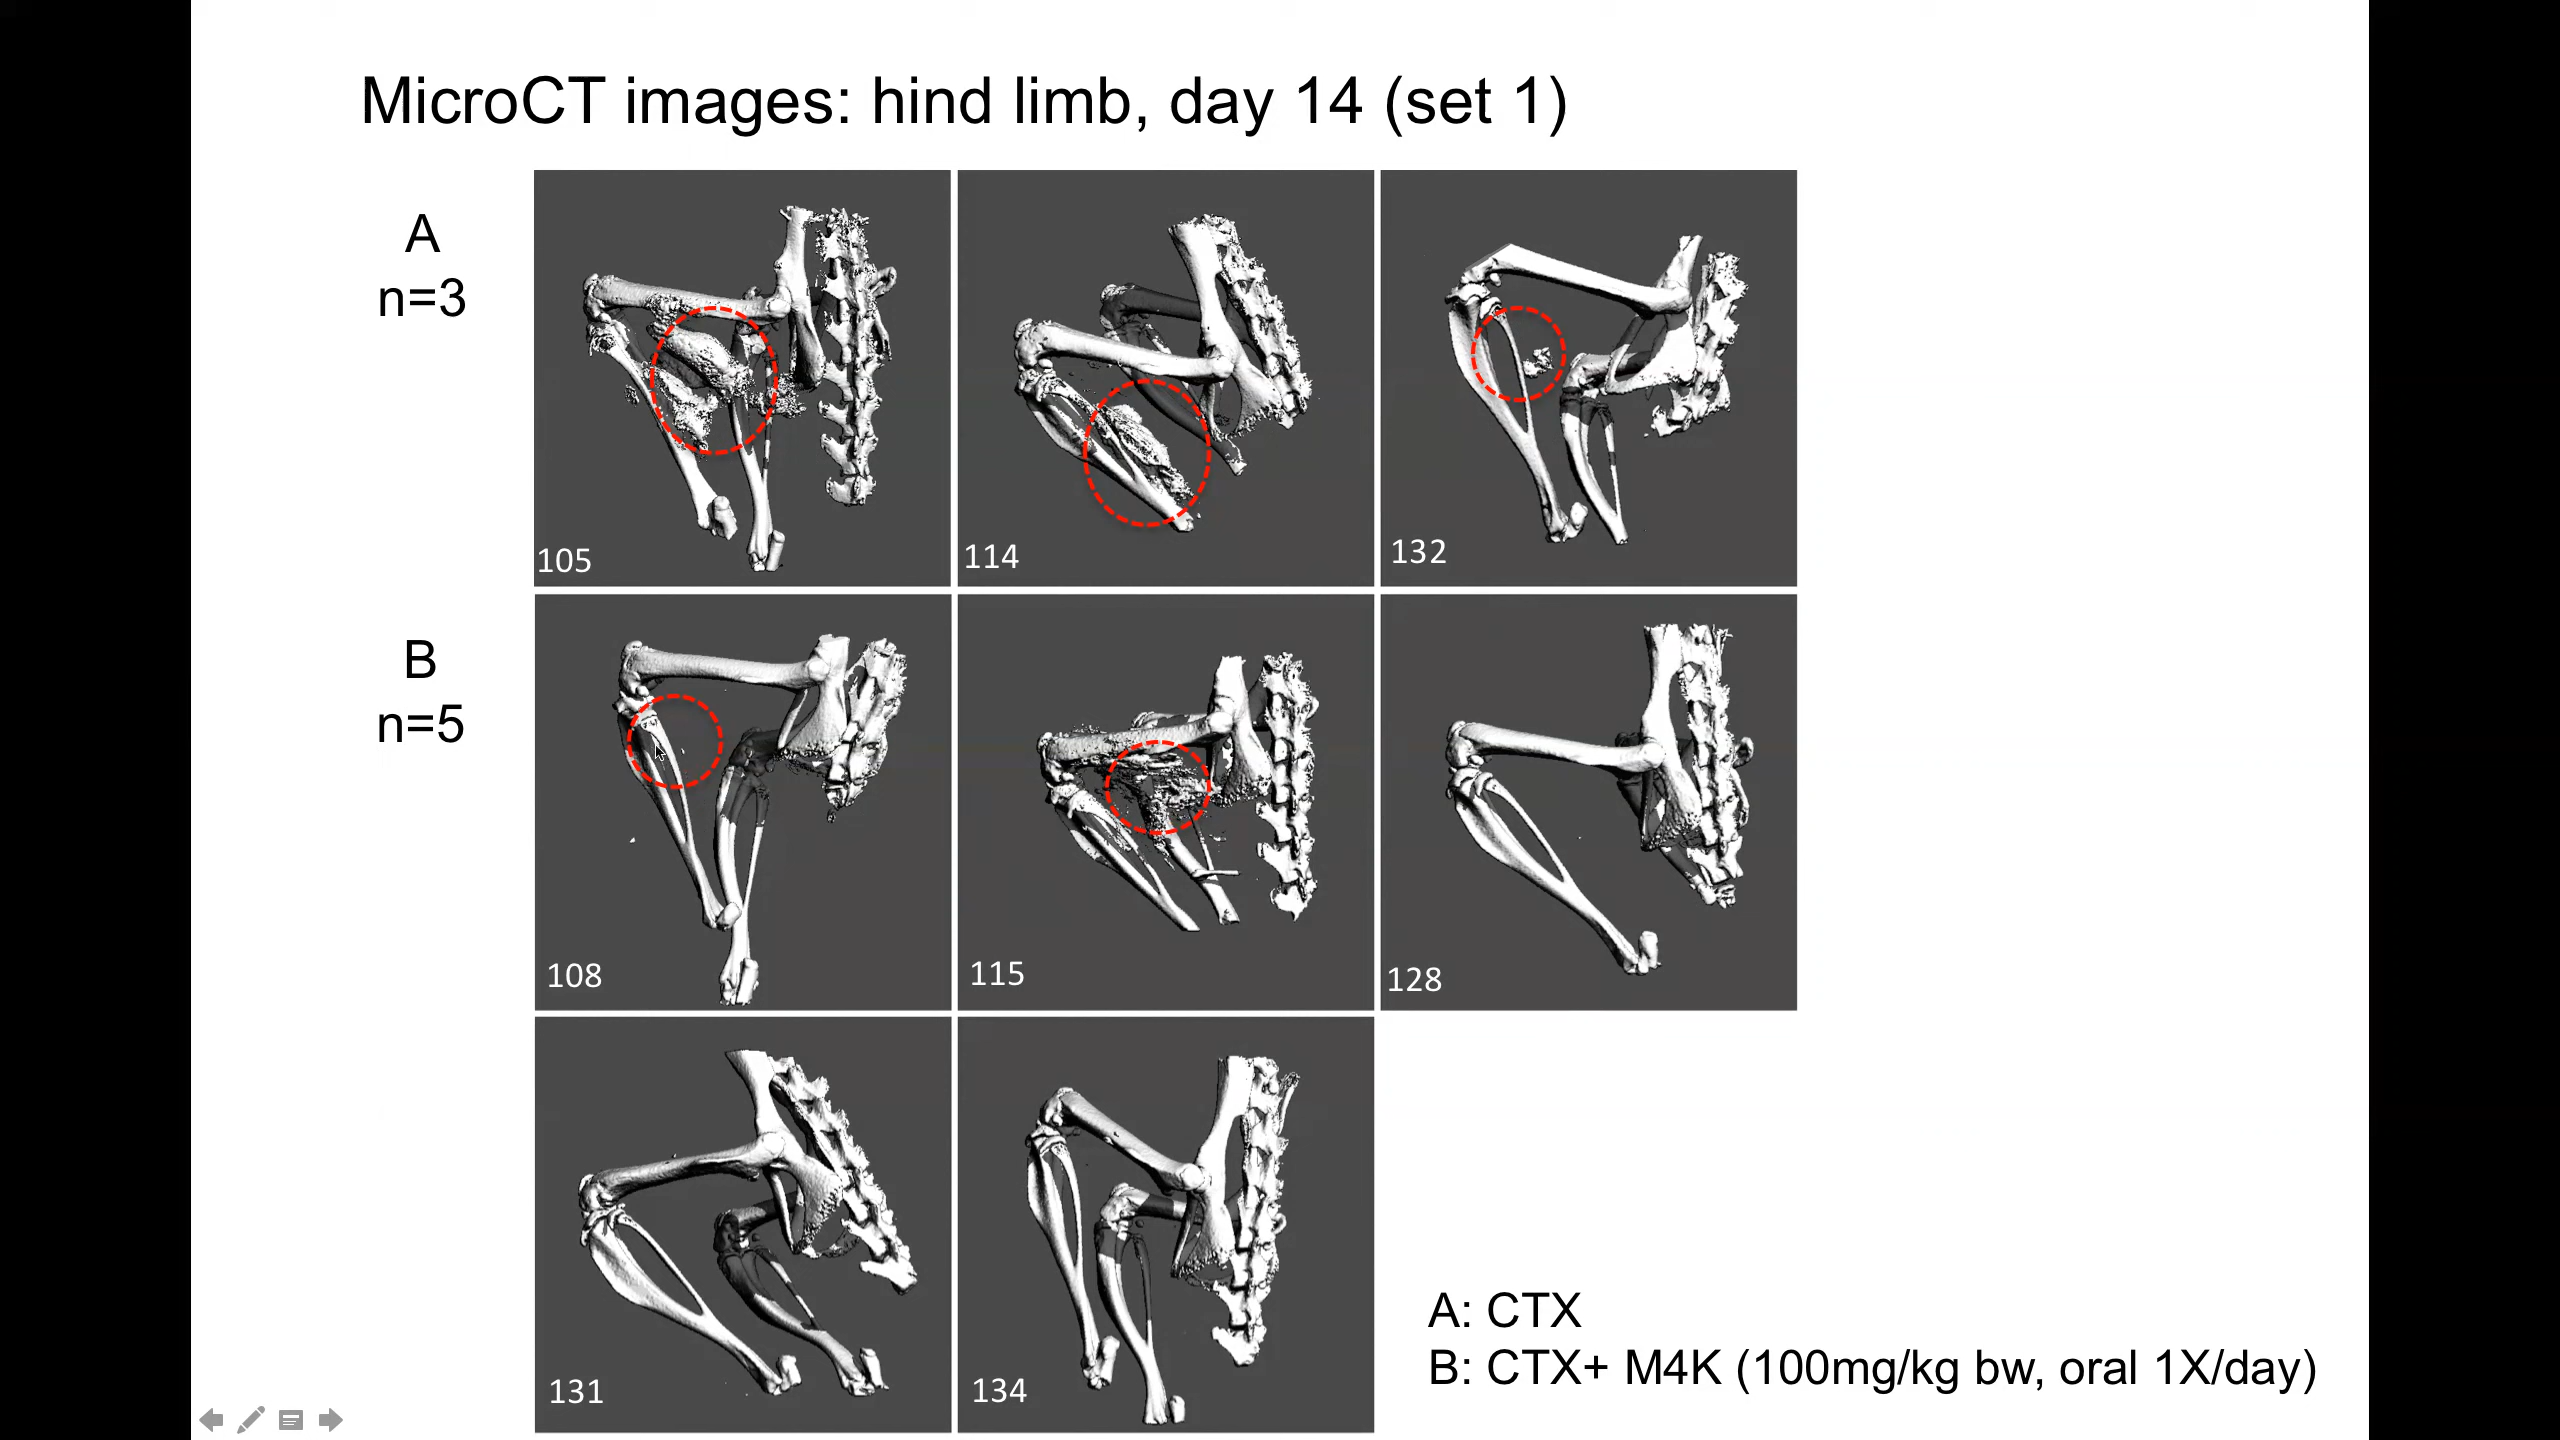 MicroCT images: hind limb, day 14 (set 1)
A
n=3
105
114
132
B
n=5
108
115
128
131
134
A: CTX
B: CTX+ M4K (100mg/kg bw, oral 1X/day)